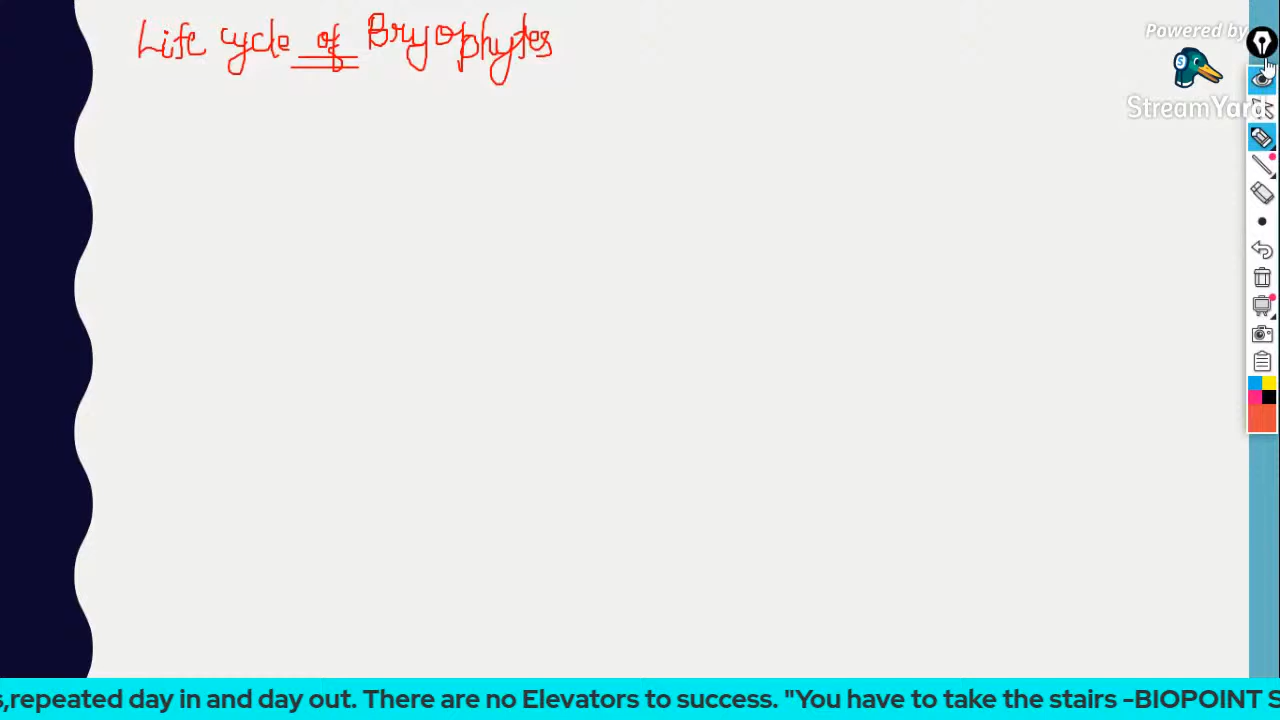 Life cycle of Bryophytes
Powered by
StreamYard
s,repeated day in and day out. There are no Elevators to success. "You have to take the stairs -BIOPOINT S